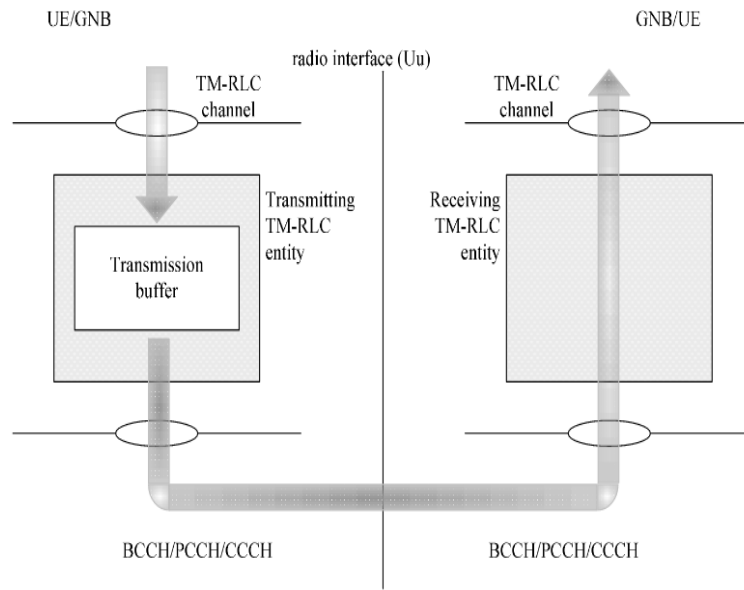 UE/GNB
GNB/UE
radio interface (Uu)
TM-RLC
channel
TM-RLC
channel
Transmitting
TM-RLC
entity
Receiving
TM-RLC
entity
Transmission
buffer
BCCH/PCCH/CCCH
BCCH/PCCH/CCCH